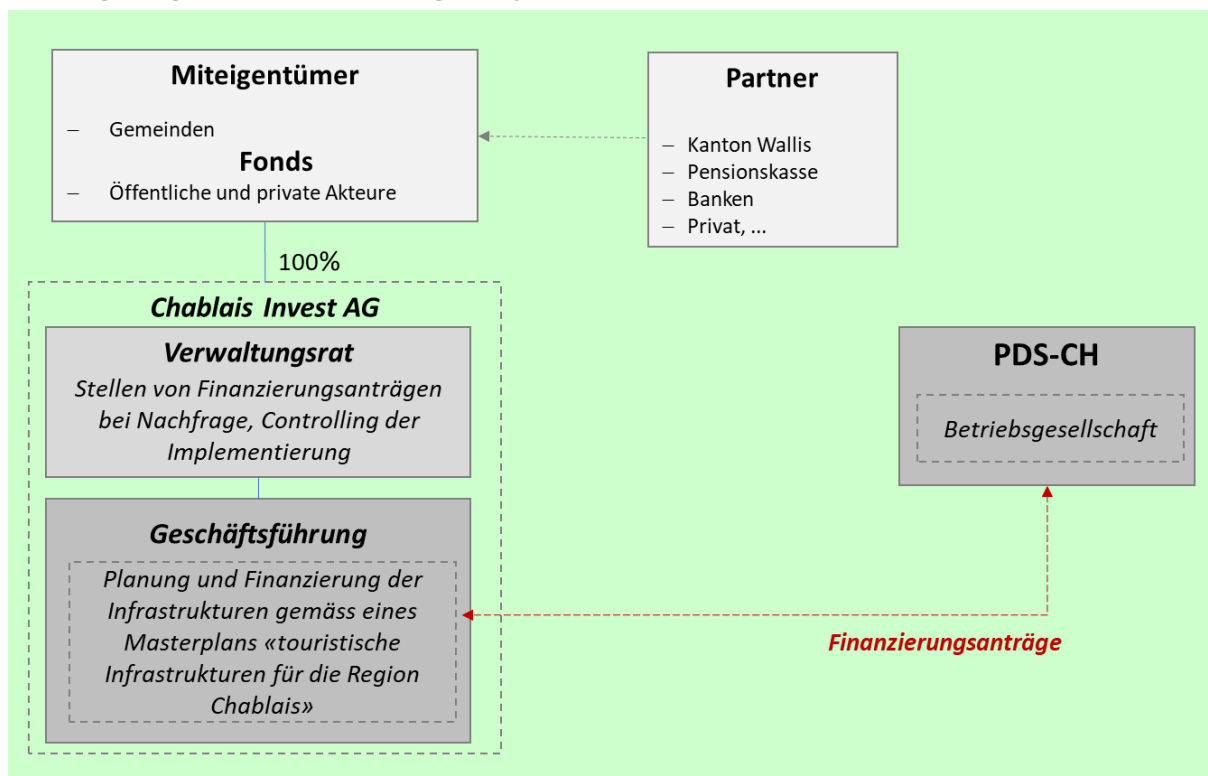 Miteigentümer
– Gemeinden
Fonds
– Öffentliche und private Akteure
Partner
– Kanton Wallis
– Pensionskasse
– Banken
– Privat, ...
100%
Chablais Invest AG
Verwaltungsrat
Stellen von Finanzierungsanträgen
bei Nachfrage, Controlling der
Implementierung
Geschäftsführung
Planung und Finanzierung der
Infrastrukturen gemäss eines
Masterplans «touristische
Infrastrukturen für die Region
Chablais»
PDS-CH
Betriebsgesellschaft
Finanzierungsanträge